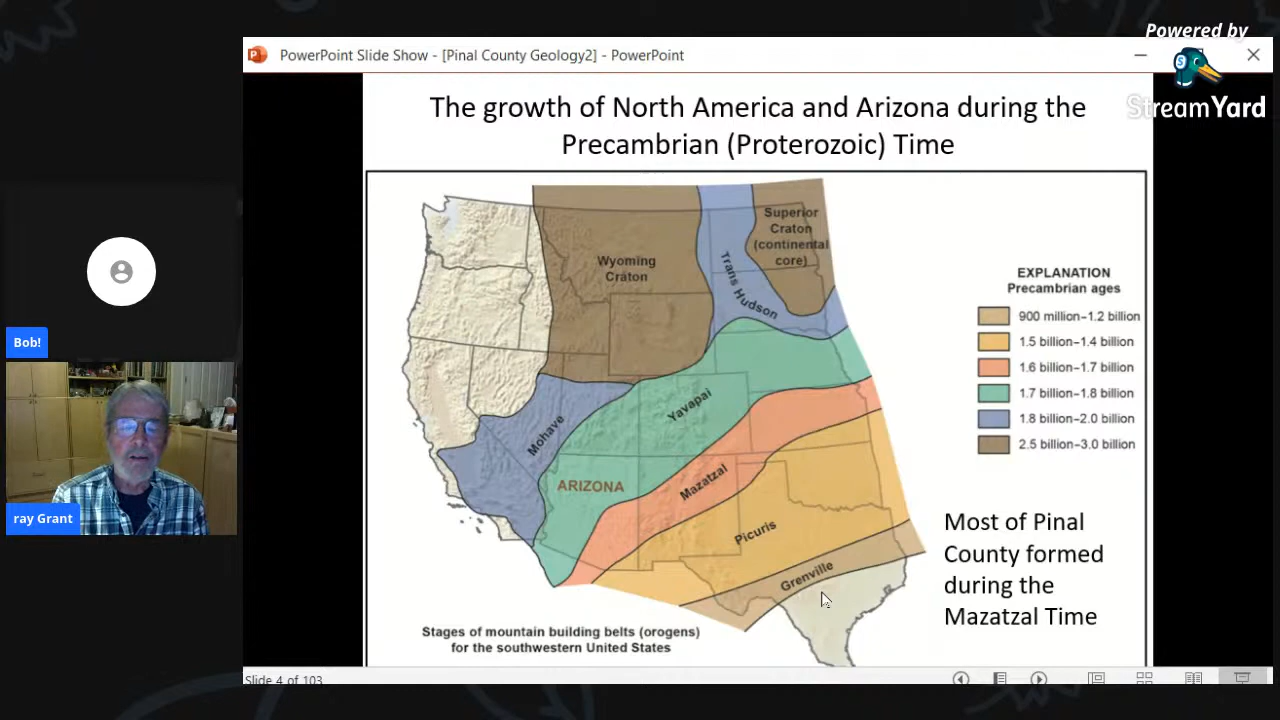 Powered by
StreamYard
PowerPoint Slide Show - [Pinal County Geology2] - PowerPoint
The growth of North America and Arizona during the
Precambrian (Proterozoic) Time
Superior
Craton
(continental
core)
Wyoming
Craton
Trans Hudson
EXPLANATION
Precambrian ages
900 million–1.2 billion
1.5 billion–1.4 billion
1.6 billion–1.7 billion
1.7 billion–1.8 billion
1.8 billion–2.0 billion
2.5 billion–3.0 billion
Yavapai
Mohave
ARIZONA
Mazatzal
Picuris
Grenville
Most of Pinal
County formed
during the
Mazatzal Time
Stages of mountain building belts (orogens)
for the southwestern United States
Slide 4 of 103
Bob!
ray Grant